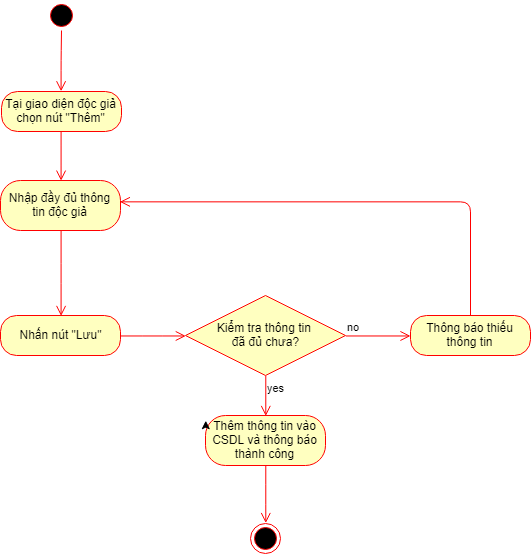 Tại giao diện độc giả
chọn nút "Thêm"
Nhập đầy đủ thông
tin độc giả
Nhấn nút "Lưu"
Kiểm tra thông tin
đã đủ chưa?
no
Thông báo thiếu
thông tin
yes
Thêm thông tin vào
CSDL và thông báo
thành công